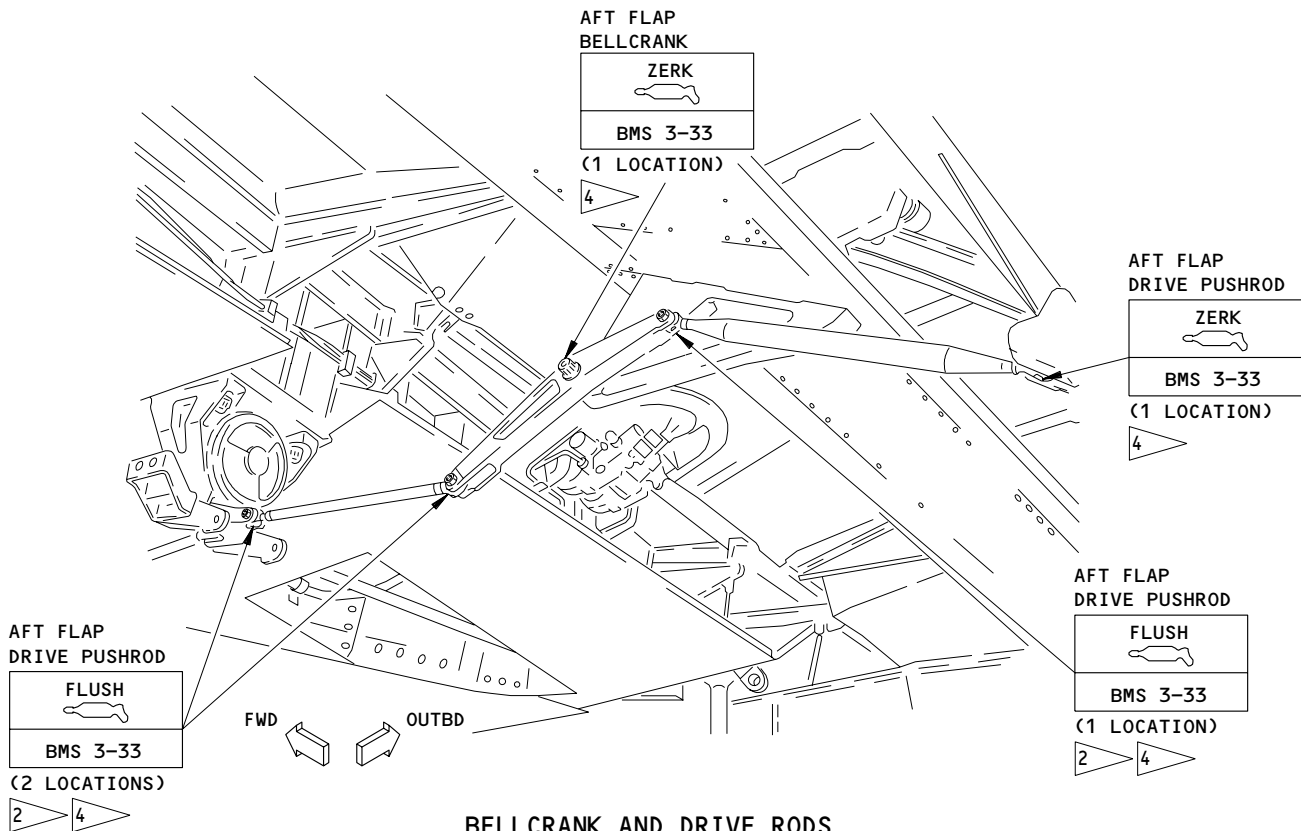 AFT FLAP
BELLCRANK
ZERK
BMS 3-33
(1 LOCATION)
4
AFT FLAP
DRIVE PUSHROD
ZERK
BMS 3-33
(1 LOCATION)
4
AFT FLAP
DRIVE PUSHROD
FLUSH
BMS 3-33
(1 LOCATION)
2 4
AFT FLAP
DRIVE PUSHROD
FLUSH
BMS 3-33
(2 LOCATIONS)
2 4
FWD OUTBD
BELLCRANK AND DRIVE RODS